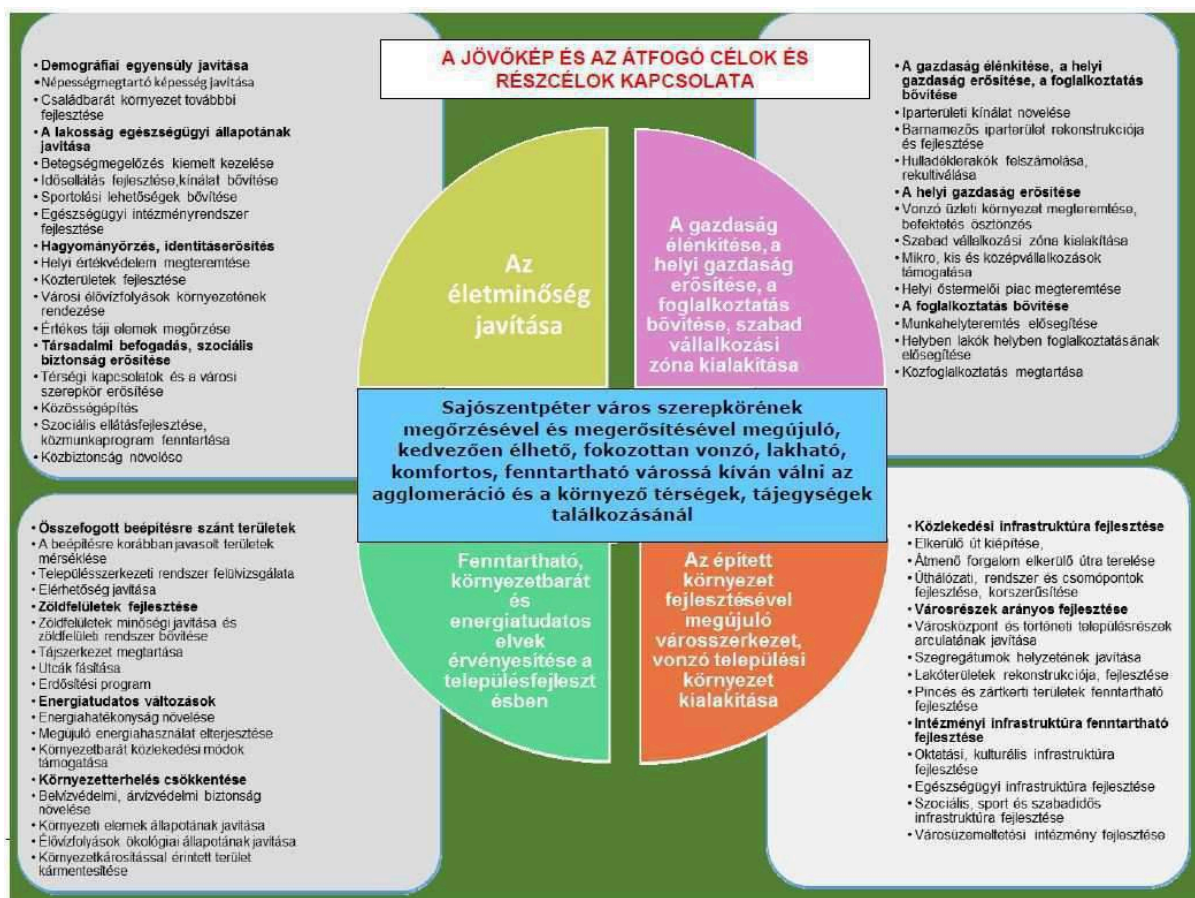 A JÖVŐKÉP ÉS AZ ÁTFOGÓ CÉLOK ÉS
RÉSZCÉLOK KAPCSOLATA
• Demográfiai egyensúly javítása
•Népességmegtartó képesség javítása
• Családbarát környezet továbbbi
fejlesztése
• A lakosság egészségügyi állapotának
javítása
• Betegségmegelőzés kiemelt kezelése
• Idősellátás fejlesztése,kínálat bővítése
• Sportolási lehetőségek bővítése
• Egészségügyi intézményrendszer
fejlesztése
• Hagyományőrzés, identitáserősítés
• Helyi értékvédelem megteremtése
• Közterületek fejlesztése
• Városi élővízfolyások környezetének
rendezése
• Értékes táji elemek megőrzése
• Társadalmi befogadás, szociális
biztonság erősítése
• Térségi kapcsolatok és a városi
szerepkör erősítése
• Közösségépítés
• Szociális ellátásfejlesztése,
közmunkaprogram fenntartása
• Közbiztonság növelése
Az
életminőség
javítása
A gazdaság
élénkítése, a
helyi gazdaság
erősítése, a
foglalkoztatás
bővítése, szabad
vállalkozási
zóna kialakítása
• A gazdaság élénkítése, a helyi
gazdaság erősítése, a foglalkoztatás
bővítése
• Iparterületi kínálat növelése
• Barnamezős iparterület rekonstrukciója
és fejlesztése
• Hulladéklerakók felszámolása,
rekultiválása
• A helyi gazdaság erősítése
• Vonzó üzleti környezet megteremtése,
befektetés ösztönzés
• Szabad vállalkozási zóna kialakítása
• Mikro, kis és középvállalkozások
támogatása
• Helyi őstermelői piac megteremtése
• A foglalkoztatás bővítése
• Munkahelyteremtés elősegítése
• Helyben lakók helyben foglalkoztatásának
elősegítése
• Közfoglalkoztatás megtartása
Sajószentpéter város szerepkörének
megőrzésével és megerősítésével megújuló,
kedvezően élhető, fokozottan vonzó, lakható,
komfortos, fenntartható várossá kíván válni az
agglomeráció és a környező térségek, tájegységek
találkozásánál
• Összefogott beépítésre szánt területek
• A beépítésre korábban javasolt területek
mérséklése
• Településszerkezeti rendszer felülvizsgálata
• Elérhetőség javítása
• Zöldfelületek fejlesztése
• Zöldfelületek minőségi javítása és
zöldfelületi rendszer bővítése
• Tájszerkezet megtartása
• Utcák fásítása
• Erdősítési program
• Energiatudatos változások
• Energiahatékonyság növelése
• Megújuló energiahasználat elterjesztése
• Környezetbarát közlekedési módok
támogatása
• Környezetterhelés csökkentése
• Belvízvédelmi, árvízvédelmi biztonság
növelése
• Környezeti elemek állapotának javítása
• Élővízfolyások ökológiai állapotának javítása
• Környezetkárosítással érintett terület
kármentesítése
Fenntartható,
környezetbarát
és
energiatudatos
elvek
érvényesítése a
településfejleszt
ésben
Az épített
környezet
fejlesztésével
megújuló
városszerkezet,
vonzó települési
környezet
kialakítása
• Közlekedési infrastruktúra fejlesztése
• Elkerülő út kiépítése,
• Átmenő forgalom elkerülő útra terelése
• Úthálózati, rendszer és csomópontok
fejlesztése, korszerűsítése
• Városrészek arányos fejlesztése
• Városközpont és történeti településrészek
arculatának javítása
• Szegregátumok helyzetének javítása
• Lakóterületek rekonstrukciója, fejlesztése
• Pincés és zártkerti területek fenntartható
fejlesztése
• Intézményi infrastruktúra fenntartható
fejlesztése
• Oktatási, kulturális infrastruktúra
fejlesztése
• Egészségügyi infrastruktúra fejlesztése
• Szociális, sport és szabadidős
infrastruktúra fejlesztése
• Városüzemeltetési intézmény fejlesztése